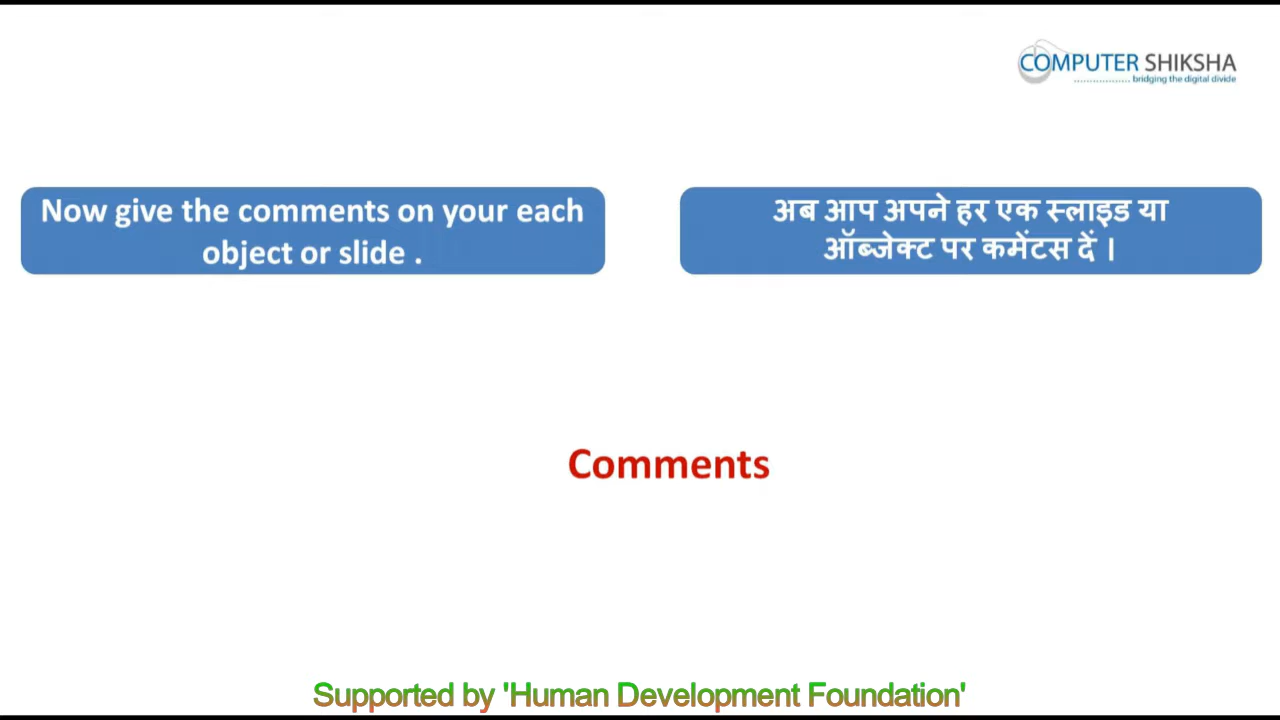 COMPUTER SHIKSHA
bridging the digital divide
Now give the comments on your each
object or slide .
अब आप अपने हर एक स्लाइड या
ऑब्जेक्ट पर कमेंटस दें ।
Comments
Supported by 'Human Development Foundation'